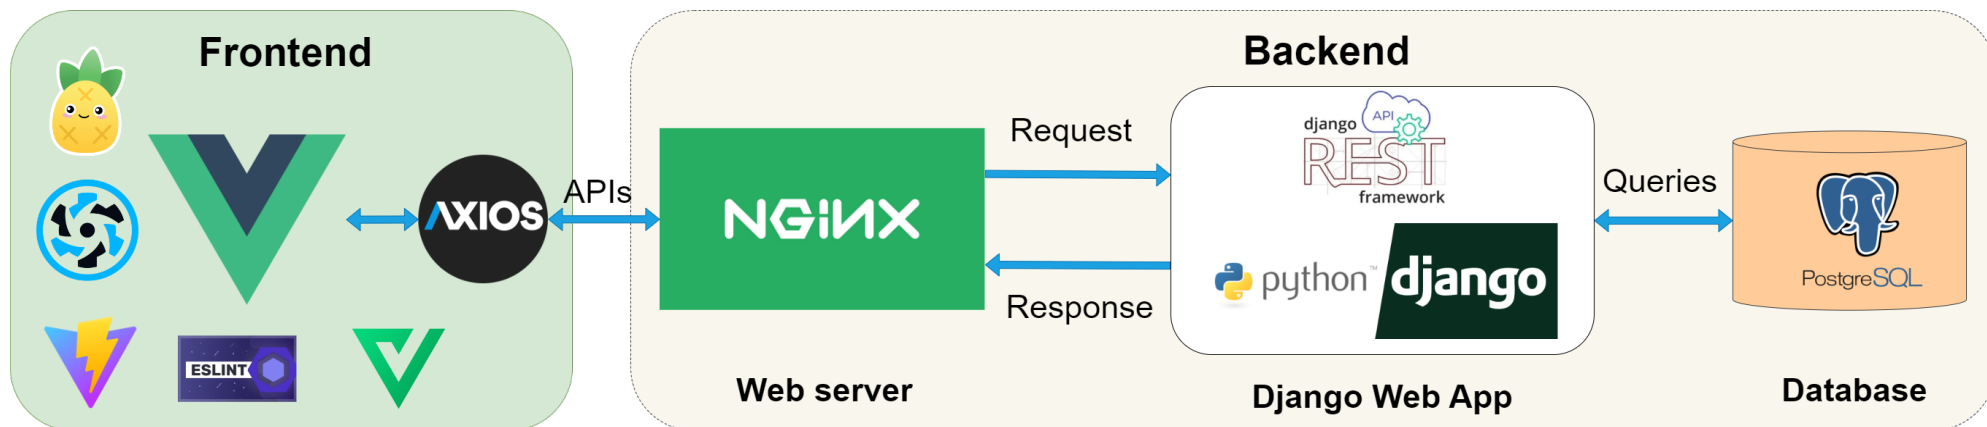 Frontend
AXIOS
ESLINT
APIs
Backend
NGINX
Web server
Request
Response
API
django
REST
framework
python™
django
Django Web App
Queries
PostgreSQL
Database